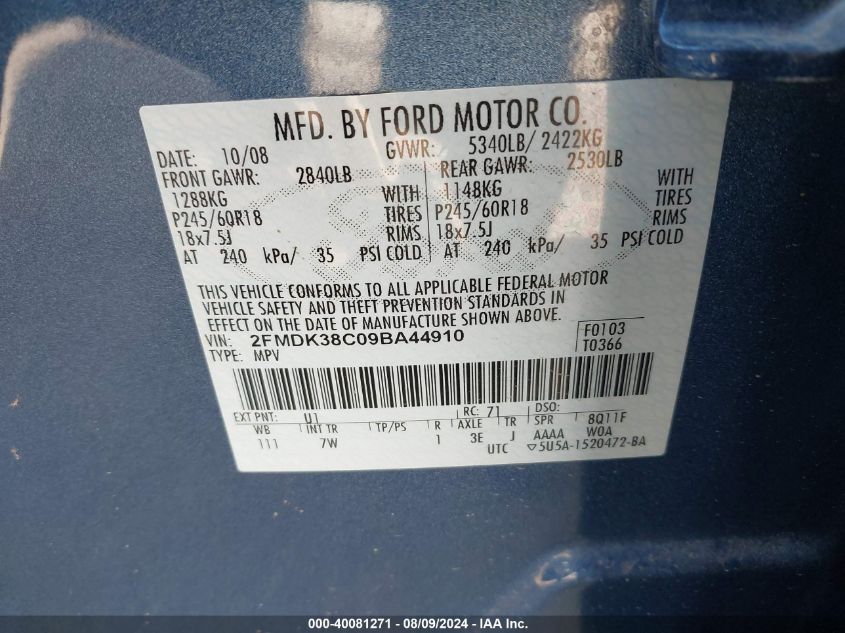 MFD. BY FORD MOTOR CO.
DATE: 10/08 GVWR: 5340LB/ 2422KG
FRONT GAWR: 2840LB REAR GAWR: 2530LB
1288KG WITH 1148KG WITH
P245/60R18 TIRES P245/60R18 TIRES
18x7.5J RIMS 18x7.5J RIMS
AT 240 kPa/ 35 PSI COLD AT 240 kPa/ 35 PSI COLD
THIS VEHICLE CONFORMS TO ALL APPLICABLE FEDERAL MOTOR
VEHICLE SAFETY AND THEFT PREVENTION STANDARDS IN
EFFECT ON THE DATE OF MANUFACTURE SHOWN ABOVE.
VIN: 2FMDK38C09BA44910 F0103
TYPE: MPV T0366
EXT PNT: U1 RC: 71 DSO:
WB INT TR TP/PS R AXLE TR SPR 8Q11F
111 7W 1 3E J AAAA W0A
UTC ▽5U5A-1520472-BA
000-40081271 - 08/09/2024 - IAAI Inc.